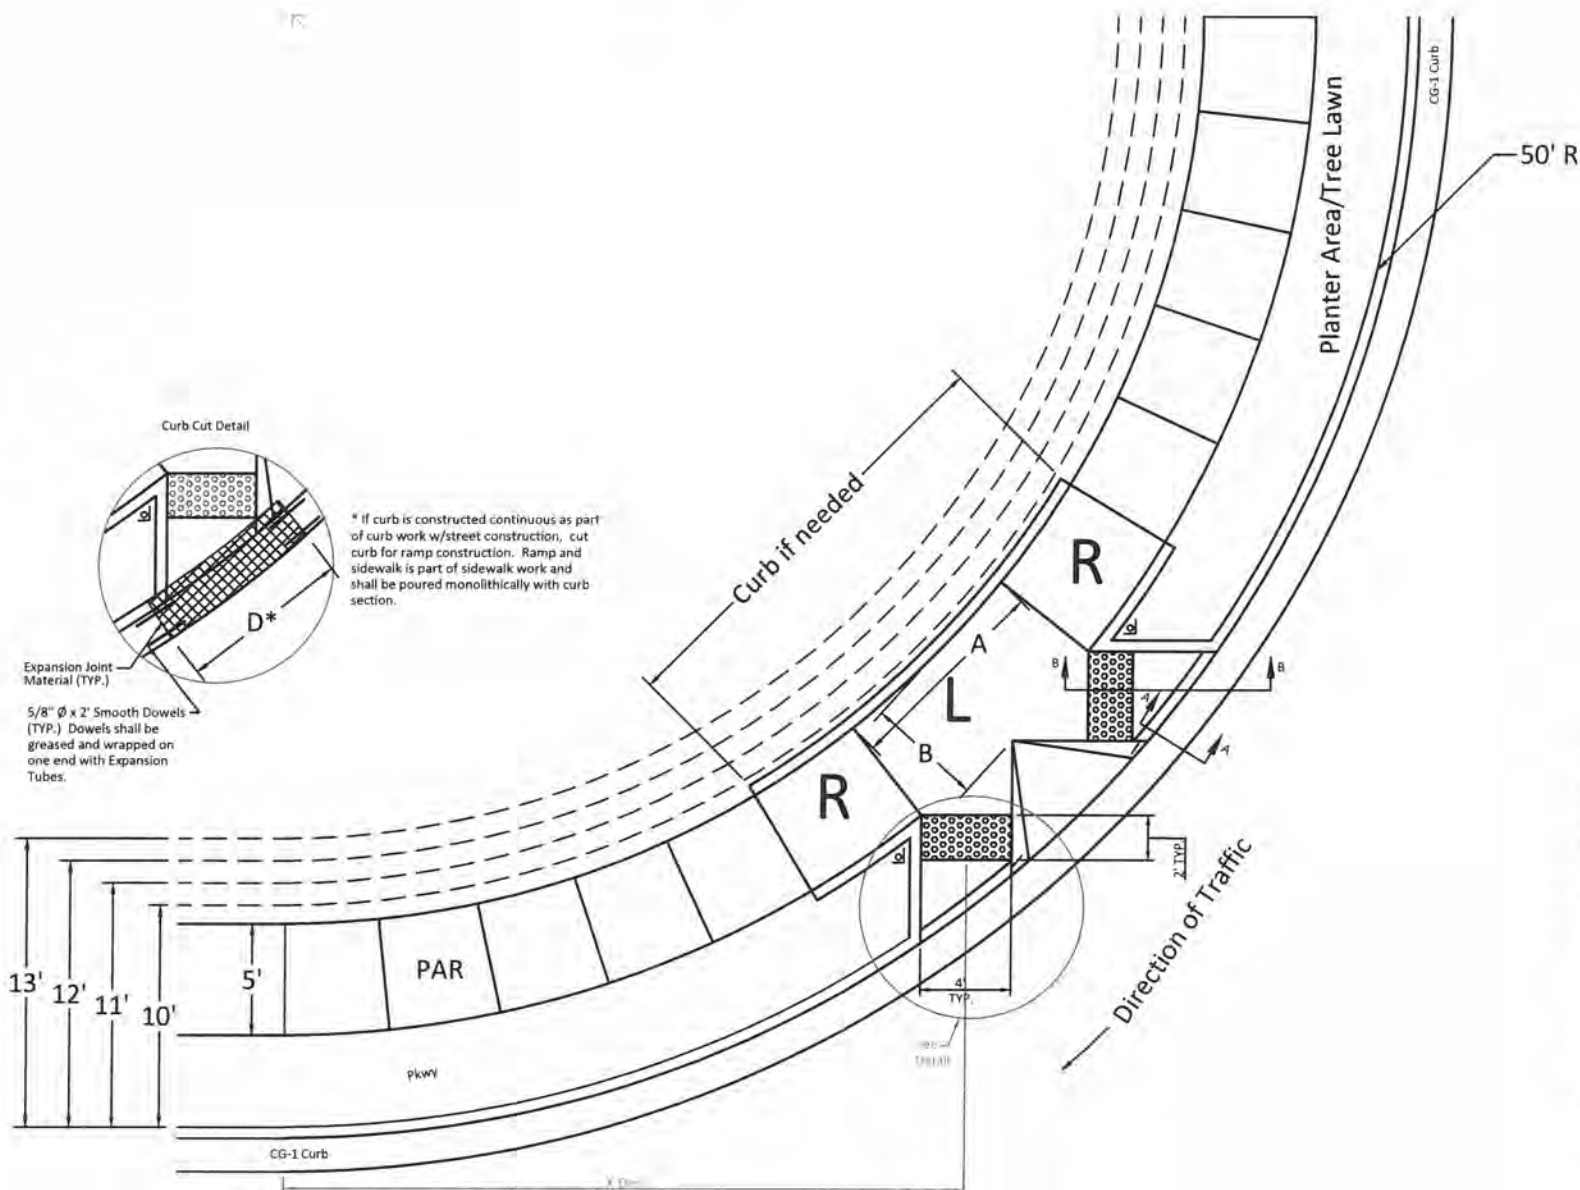 CG-1 Curb
50' R
Planter Area/Tree Lawn
Curb Cut Detail
* If curb is constructed continuous as part
of curb work w/street construction, cut
curb for ramp construction. Ramp and
sidewalk is part of sidewalk work and
shall be poured monolithically with curb
section.
D*
Expansion Joint
Material (TYP.)
5/8" Ø x 2' Smooth Dowels
(TYP.) Dowels shall be
greased and wrapped on
one end with Expansion
Tubes.
Curb if needed
R
A
L
B
R
B
B
A
A
2' TYP.
Direction of Traffic
4'
TYP.
Detail
13'
12'
11'
10'
5'
PAR
Pkwy
CG-1 Curb
X